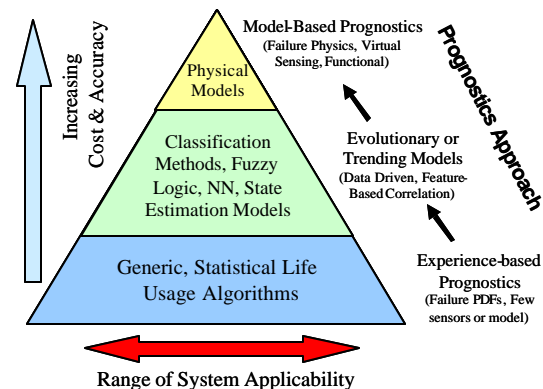 Model-Based Prognostics
(Failure Physics, Virtual
Sensing, Functional)
Prognostics Approach
Increasing
Cost & Accuracy
Physical
Models
Classification
Methods, Fuzzy
Logic, NN, State
Estimation Models
Evolutionary or
Trending Models
(Data Driven, Feature-
Based Correlation)
Generic, Statistical Life
Usage Algorithms
Experience-based
Prognostics
(Failure PDFs, Few
sensors or model)
Range of System Applicability